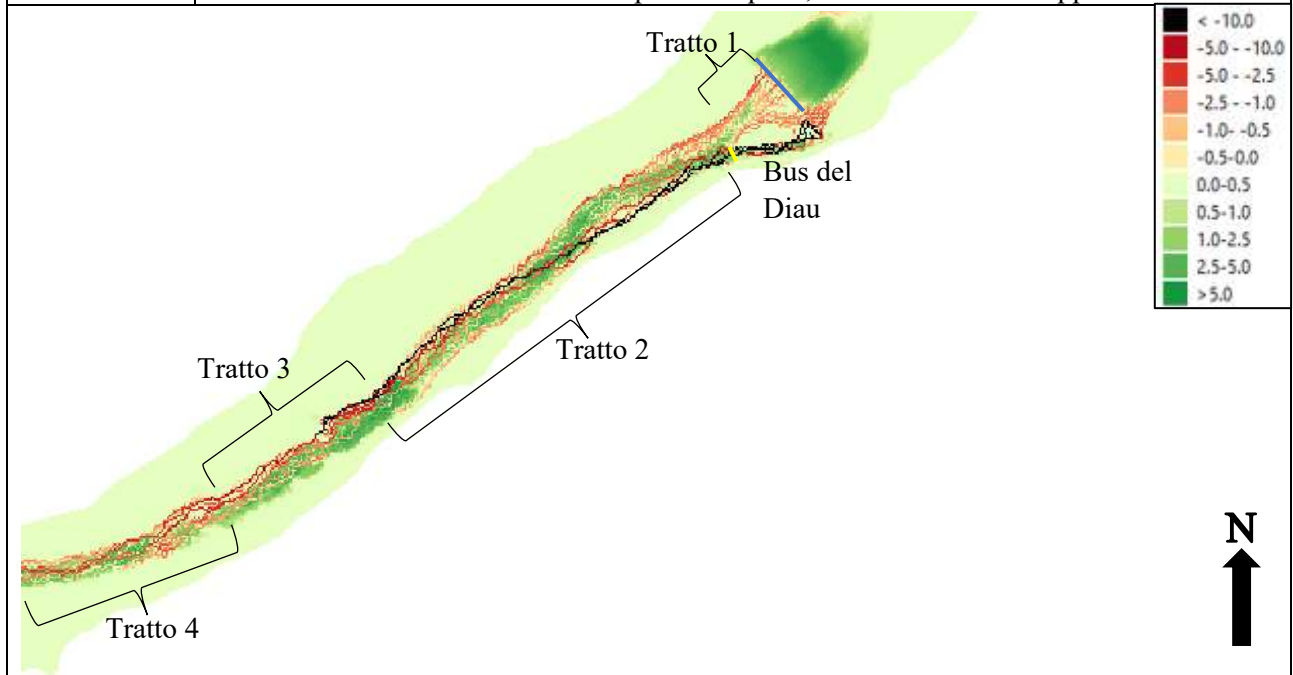 Tratto 1
Bus del
Diau
Tratto 2
Tratto 3
Tratto 4
N
< -10.0
-5.0 - -10.0
-5.0 - -2.5
-2.5 - -1.0
-1.0- -0.5
-0.5-0.0
0.0-0.5
0.5-1.0
1.0-2.5
2.5-5.0
>5.0